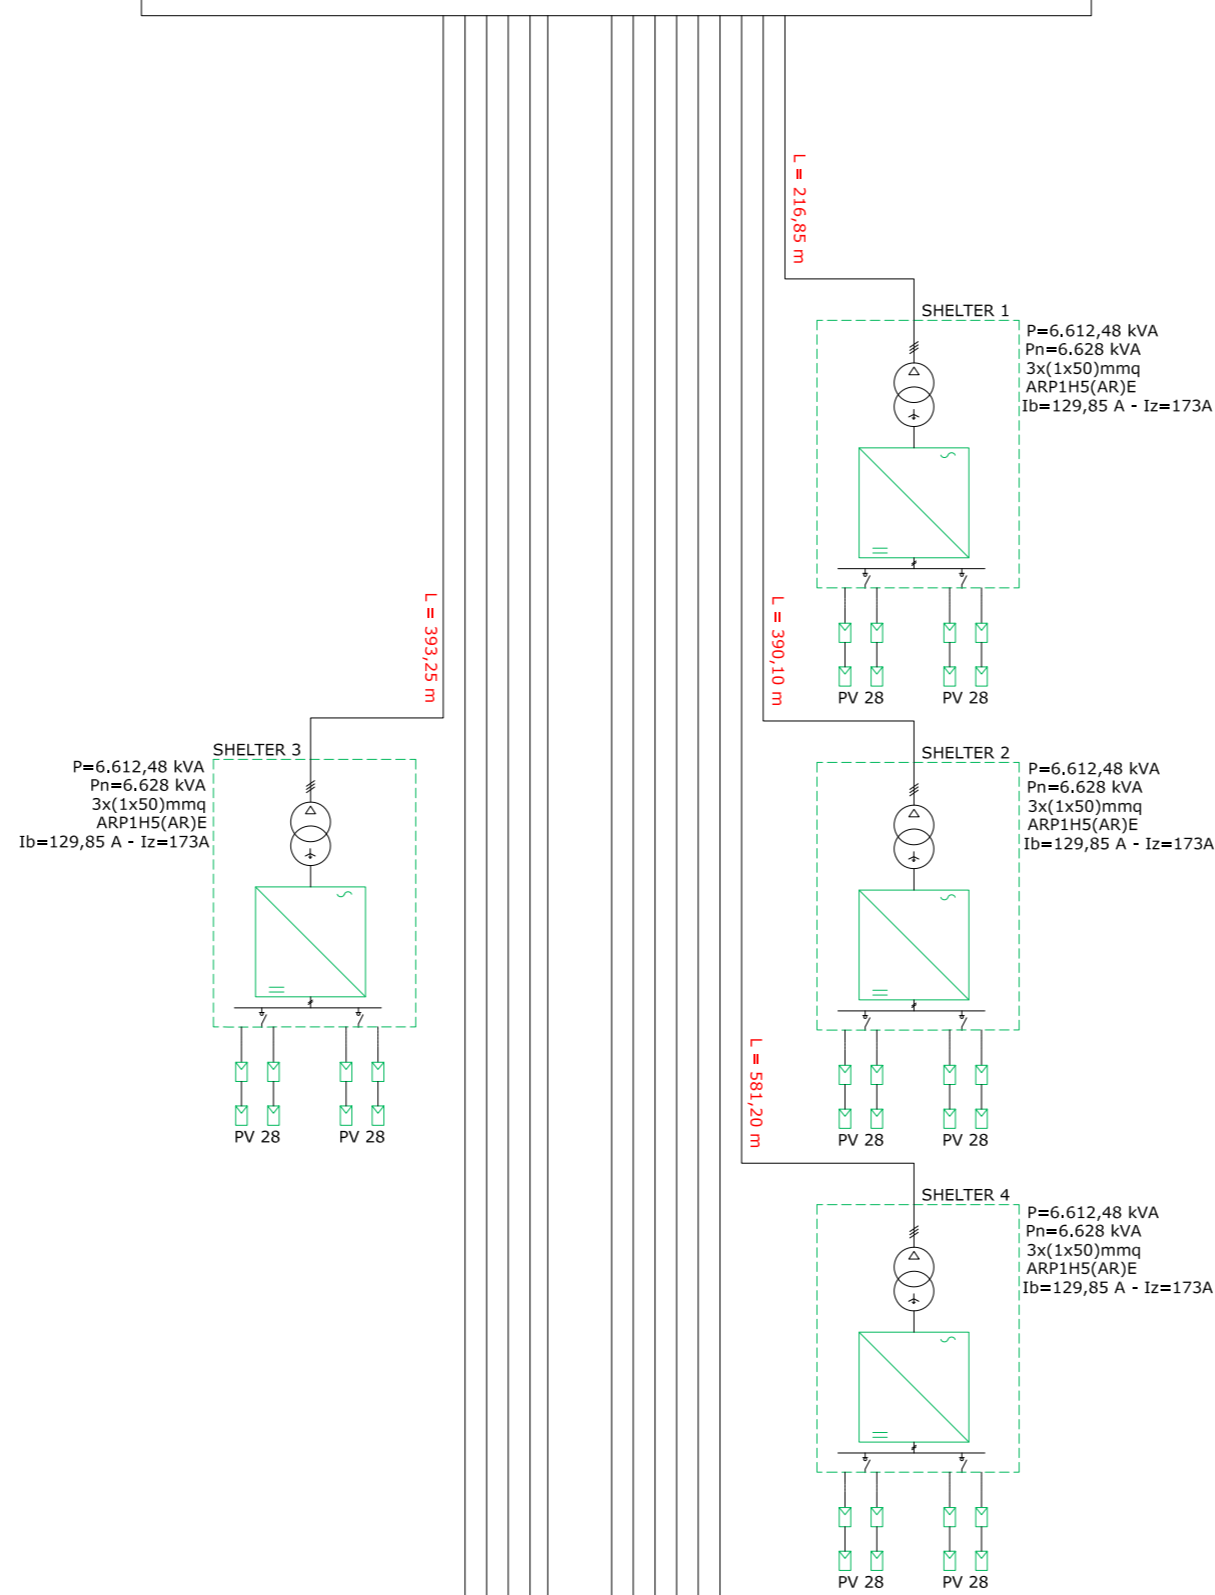 L = 216,85 m
SHELTER 1
P=6.612,48 kVA
Pn=6.628 kVA
3x(1x50)mmq
ARP1H5(AR)E
Ib=129,85 A - Iz=173A
PV 28
PV 28
L = 393,25 m
SHELTER 3
P=6.612,48 kVA
Pn=6.628 kVA
3x(1x50)mmq
ARP1H5(AR)E
Ib=129,85 A - Iz=173A
PV 28
PV 28
L = 390,10 m
SHELTER 2
P=6.612,48 kVA
Pn=6.628 kVA
3x(1x50)mmq
ARP1H5(AR)E
Ib=129,85 A - Iz=173A
PV 28
PV 28
L = 581,20 m
SHELTER 4
P=6.612,48 kVA
Pn=6.628 kVA
3x(1x50)mmq
ARP1H5(AR)E
Ib=129,85 A - Iz=173A
PV 28
PV 28